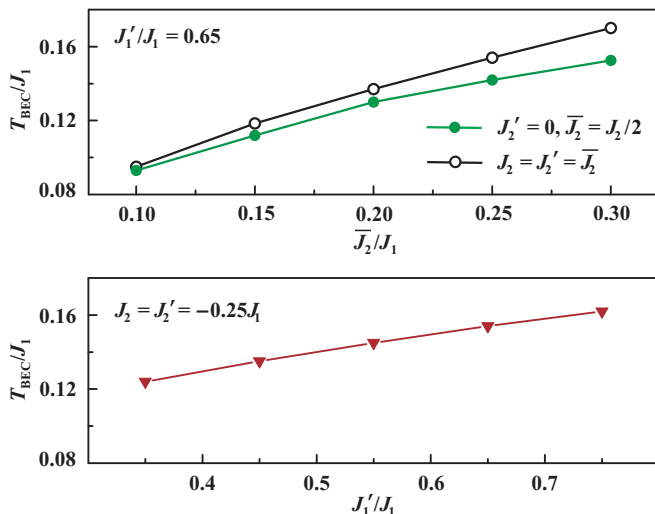 J₁′/J₁ = 0.65
T_BEC/J₁
0.16
0.12
0.08
J₂′ = 0, J̅₂ = J₂/2
J₂ = J₂′ = J̅₂
0.10 0.15 0.20 0.25 0.30
J̅₂/J₁
J₂ = J₂′ = −0.25J₁
T_BEC/J₁
0.16
0.12
0.08
0.4 0.5 0.6 0.7
J₁′/J₁